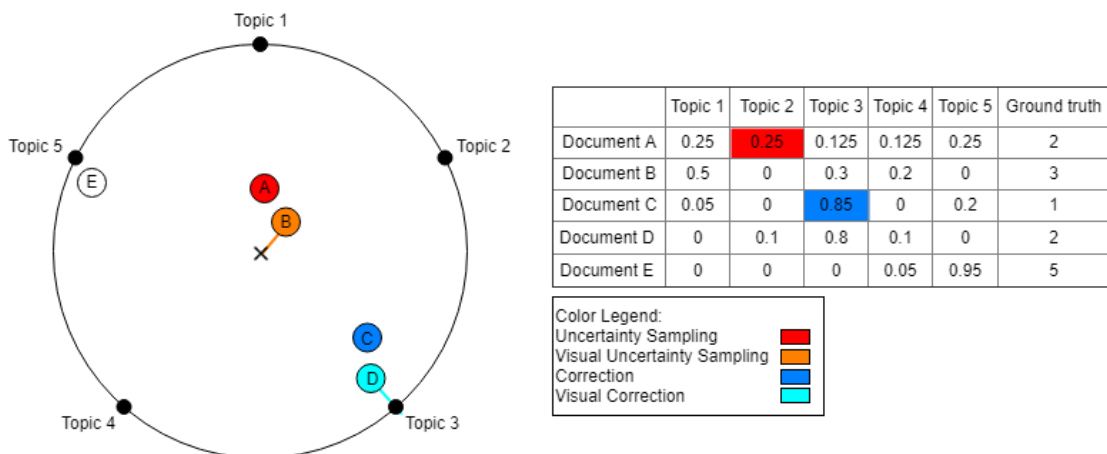 Topic 1
Topic 5
Topic 2
E
A
B
C
D
Topic 4
Topic 3
Topic 1 Topic 2 Topic 3 Topic 4 Topic 5 Ground truth
Document A 0.25 0.25 0.125 0.125 0.25 2
Document B 0.5 0 0.3 0.2 0 3
Document C 0.05 0 0.85 0 0.2 1
Document D 0 0.1 0.8 0.1 0 2
Document E 0 0 0 0.05 0.95 5
Color Legend:
Uncertainty Sampling
Visual Uncertainty Sampling
Correction
Visual Correction